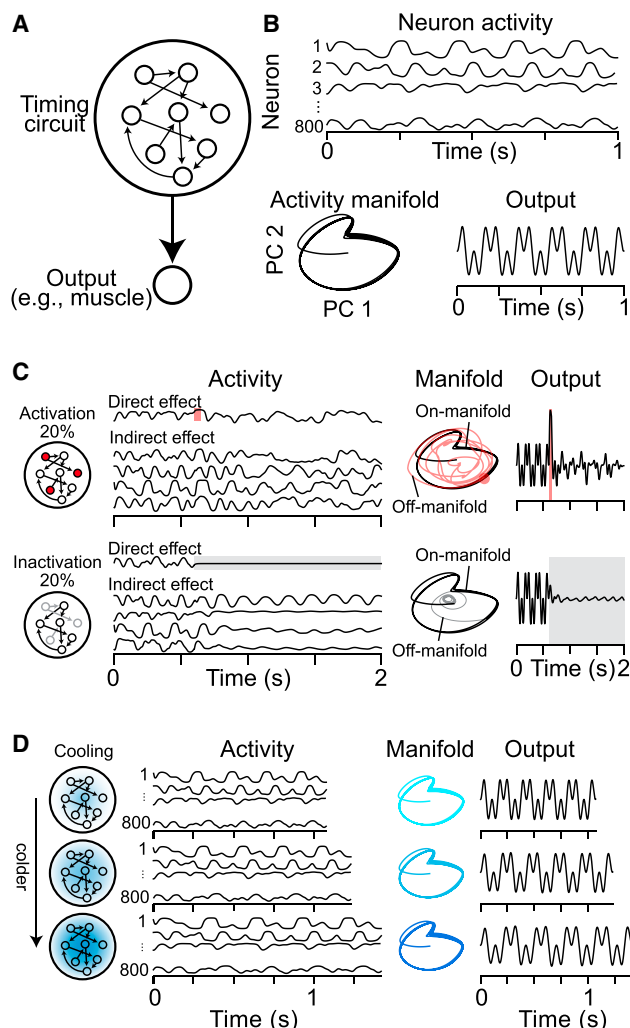 A
Timing
circuit
Output
(e.g., muscle)
B
Neuron activity
Neuron
1
2
3
⋮
800
0 1
Time (s)
Activity manifold
PC 2
PC 1
Output
0 Time (s) 1
C
Activity Manifold Output
Activation
20%
Direct effect
Indirect effect
On-manifold
Off-manifold
0 2
Inactivation
20%
Direct effect
Indirect effect
0 Time (s) 2
On-manifold
Off-manifold
0 Time (s) 2
D
Cooling Activity Manifold Output
colder
1
⋮
800
1
⋮
800
1
⋮
800
0 1
Time (s)
0 1
Time (s)